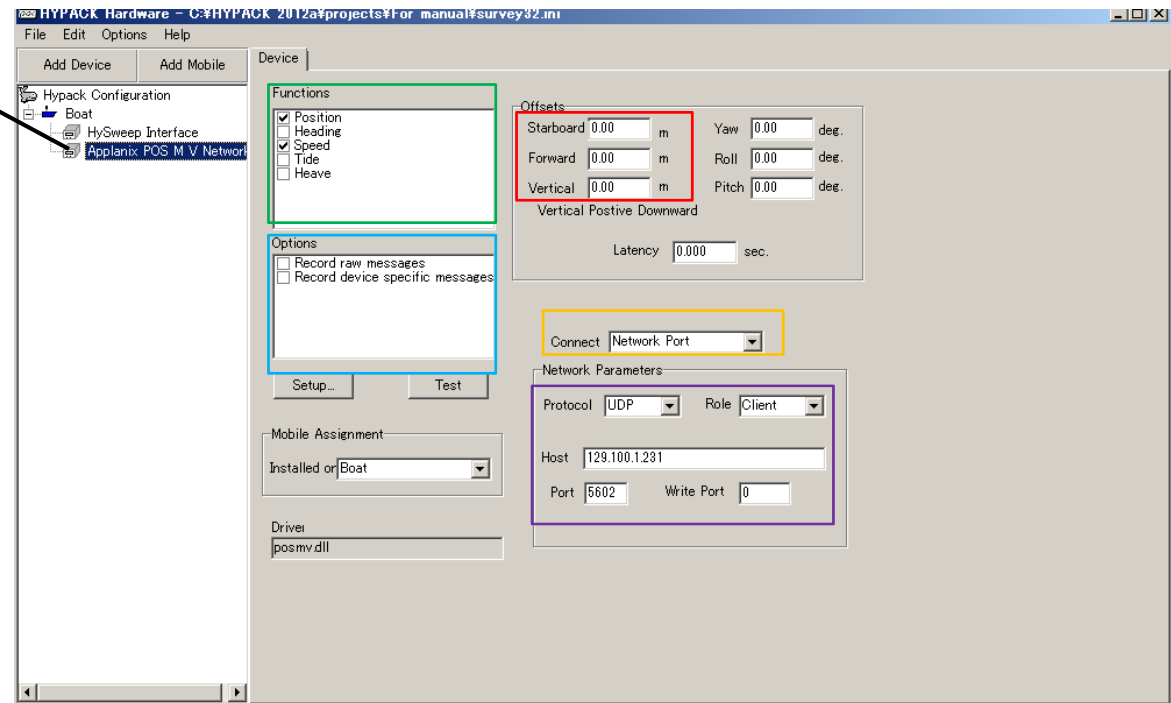 HYPACK Hardware - C:¥HYPACK 2012a¥projects¥For manual¥survey32.ini
File Edit Options Help
Add Device Add Mobile Device
Hypack Configuration
Boat
HySweep Interface
Applanix POS M V Network
Functions
Position
Heading
Speed
Tide
Heave
Options
Record raw messages
Record device specific messages
Setup... Test
Mobile Assignment
Installed or Boat
Driver
posmv.dll
Offsets
Starboard 0.00 m Yaw 0.00 deg.
Forward 0.00 m Roll 0.00 deg.
Vertical 0.00 m Pitch 0.00 deg.
Vertical Postive Downward
Latency 0.000 sec.
Connect Network Port
Network Parameters
Protocol UDP Role Client
Host 129.100.1.231
Port 5602 Write Port 0